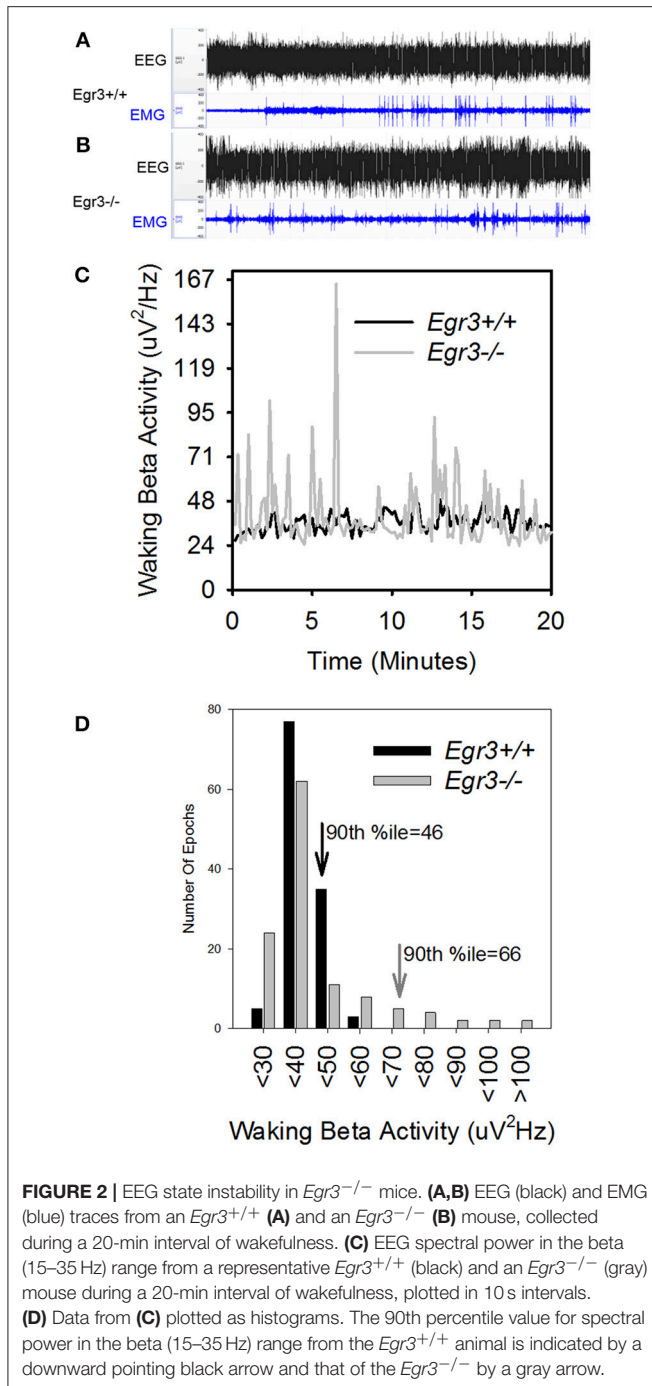 A
EEG
Egr3+/+
EMG
B
EEG
Egr3-/-
EMG
C
167
143
119
95
71
48
24
0
Waking Beta Activity (uV²/Hz)
Egr3+/+
Egr3-/-
0 5 10 15 20
Time (Minutes)
D
80
60
40
20
0
Number Of Epochs
Egr3+/+
Egr3-/-
90th %ile=46
90th %ile=66
<30 <40 <50 <60 <70 <80 <90 <100 >100
Waking Beta Activity (uV²Hz)
FIGURE 2 | EEG state instability in Egr3−/− mice. (A,B) EEG (black) and EMG
(blue) traces from an Egr3+/+ (A) and an Egr3−/− (B) mouse, collected
during a 20-min interval of wakefulness. (C) EEG spectral power in the beta
(15–35 Hz) range from a representative Egr3+/+ (black) and an Egr3−/− (gray)
mouse during a 20-min interval of wakefulness, plotted in 10 s intervals.
(D) Data from (C) plotted as histograms. The 90th percentile value for spectral
power in the beta (15–35 Hz) range from the Egr3+/+ animal is indicated by a
downward pointing black arrow and that of the Egr3−/− by a gray arrow.